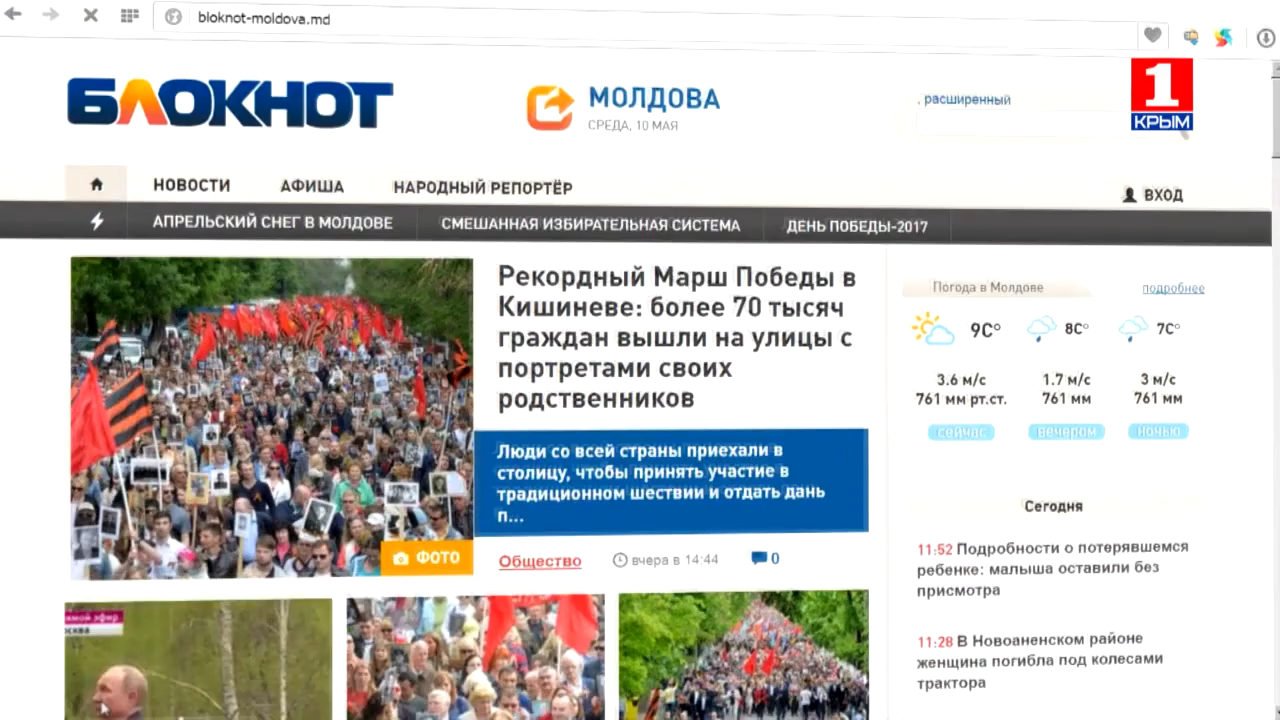 bloknot-moldova.md
БЛОКНОТ
МОЛДОВА
СРЕДА, 10 МАЯ
расширенный
1
КРЫМ
НОВОСТИ
АФИША
НАРОДНЫЙ РЕПОРТЁР
ВХОД
АПРЕЛЬСКИЙ СНЕГ В МОЛДОВЕ
СМЕШАННАЯ ИЗБИРАТЕЛЬНАЯ СИСТЕМА
ДЕНЬ ПОБЕДЫ-2017
Рекордный Марш Победы в
Кишиневе: более 70 тысяч
граждан вышли на улицы с
портретами своих
родственников
Люди со всей страны приехали в
столицу, чтобы принять участие в
традиционном шествии и отдать дань
п...
ФОТО
Общество
вчера в 14:44
0
Погода в Молдове
подробнее
9C° 8C° 7C°
3.6 м/с 1.7 м/с 3 м/с
761 мм рт.ст. 761 мм 761 мм
сейчас вечером ночью
Сегодня
11:52 Подробности о потерявшемся
ребенке: малыша оставили без
присмотра
11:28 В Новоаненском районе
женщина погибла под колесами
трактора